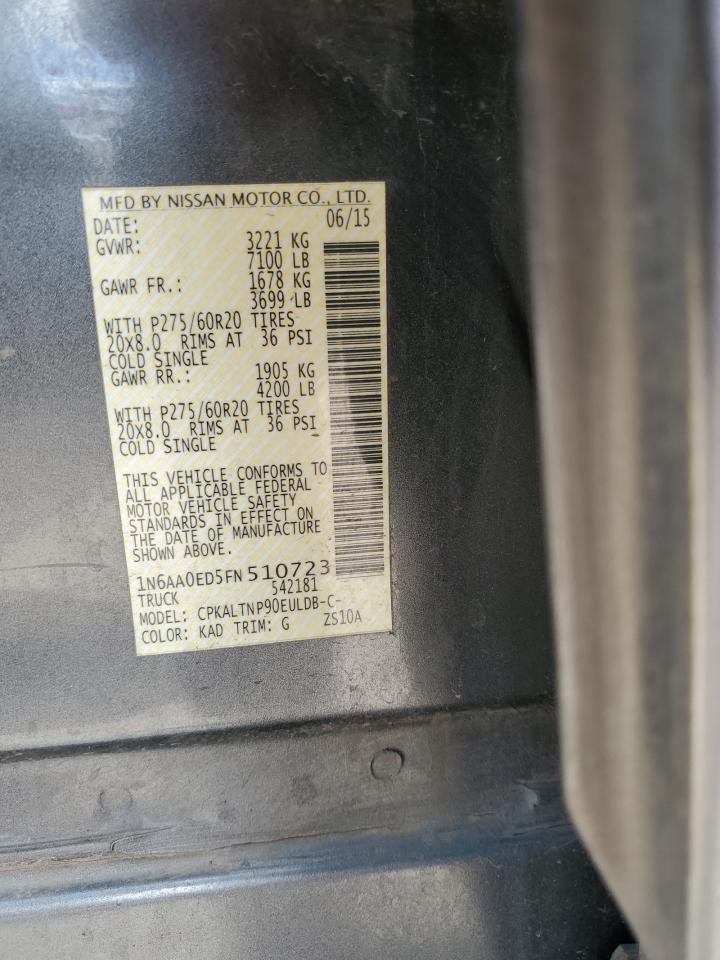 MFD BY NISSAN MOTOR CO., LTD.
DATE: 06/15
GVWR: 3221 KG
7100 LB
GAWR FR.: 1678 KG
3699 LB
WITH P275/60R20 TIRES
20X8.0 RIMS AT 36 PSI
COLD SINGLE
GAWR RR.: 1905 KG
4200 LB
WITH P275/60R20 TIRES
20X8.0 RIMS AT 36 PSI
COLD SINGLE
THIS VEHICLE CONFORMS TO
ALL APPLICABLE FEDERAL
MOTOR VEHICLE SAFETY
STANDARDS IN EFFECT ON
THE DATE OF MANUFACTURE
SHOWN ABOVE.
1N6AA0ED5FN510723
TRUCK 542181
MODEL: CPKALTNP90EULDB-C-
COLOR: KAD TRIM: G ZS10A